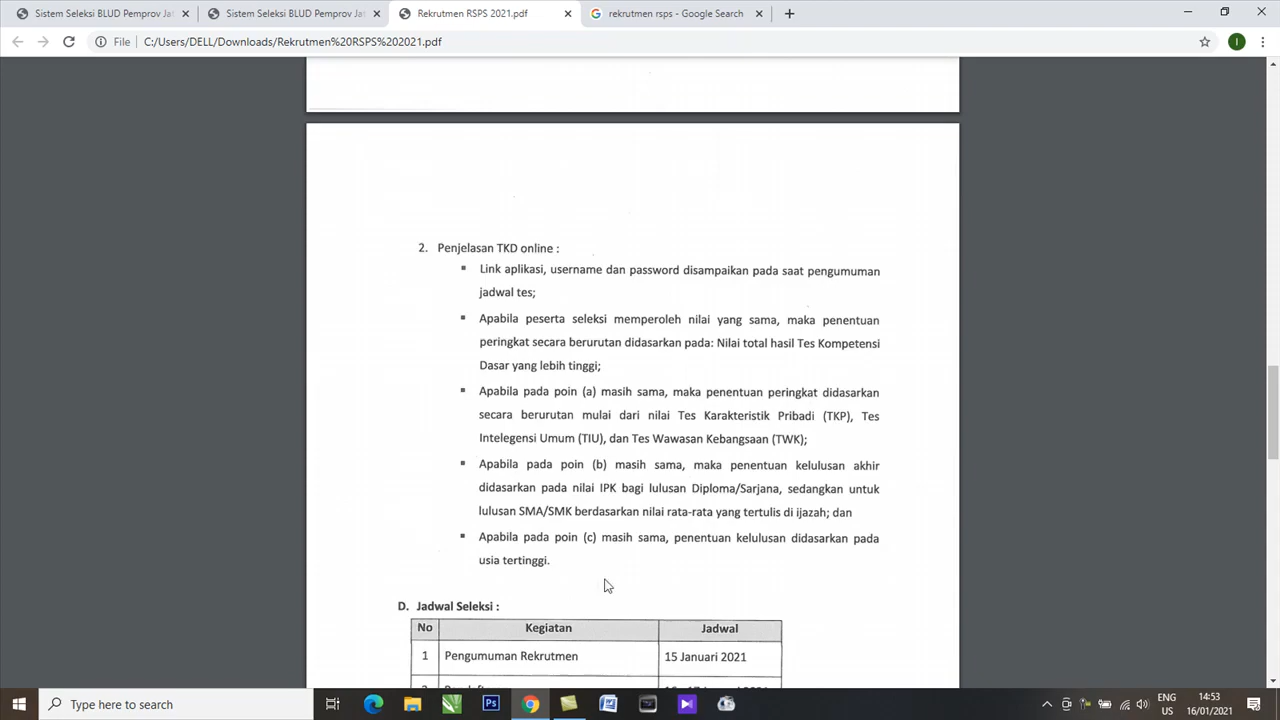 Sistem Seleksi BLUD Pemprov Ja
Sistem Seleksi BLUD Pemprov Ja
Rekrutmen RSPS 2021.pdf
rekrutmen rsps - Google Search
File
C:/Users/DELL/Downloads/Rekrutmen%20RSPS%202021.pdf
I
2. Penjelasan TKD online :
Link aplikasi, username dan password disampaikan pada saat pengumuman
jadwal tes;
Apabila peserta seleksi memperoleh nilai yang sama, maka penentuan
peringkat secara berurutan didasarkan pada: Nilai total hasil Tes Kompetensi
Dasar yang lebih tinggi;
Apabila pada poin (a) masih sama, maka penentuan peringkat didasarkan
secara berurutan mulai dari nilai Tes Karakteristik Pribadi (TKP), Tes
Intelegensi Umum (TIU), dan Tes Wawasan Kebangsaan (TWK);
Apabila pada poin (b) masih sama, maka penentuan kelulusan akhir
didasarkan pada nilai IPK bagi lulusan Diploma/Sarjana, sedangkan untuk
lulusan SMA/SMK berdasarkan nilai rata-rata yang tertulis di ijazah; dan
Apabila pada poin (c) masih sama, penentuan kelulusan didasarkan pada
usia tertinggi.
D. Jadwal Seleksi :
No Kegiatan Jadwal
1 Pengumuman Rekrutmen 15 Januari 2021
Type here to search
ENG
US
14:53
16/01/2021